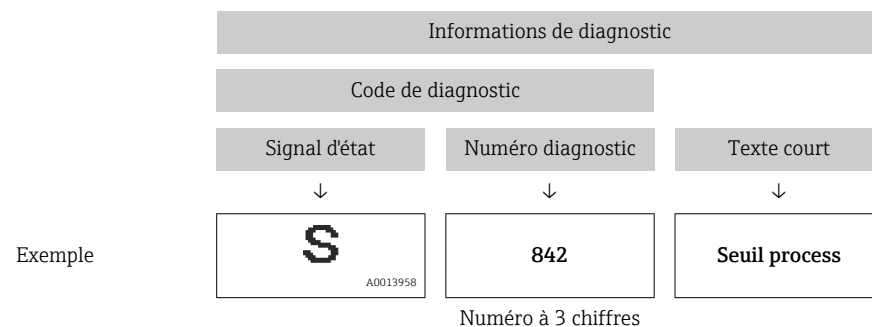 Informations de diagnostic
Code de diagnostic
Signal d'état Numéro diagnostic Texte court
↓ ↓ ↓
Exemple S 842 Seuil process
A0013958
Numéro à 3 chiffres